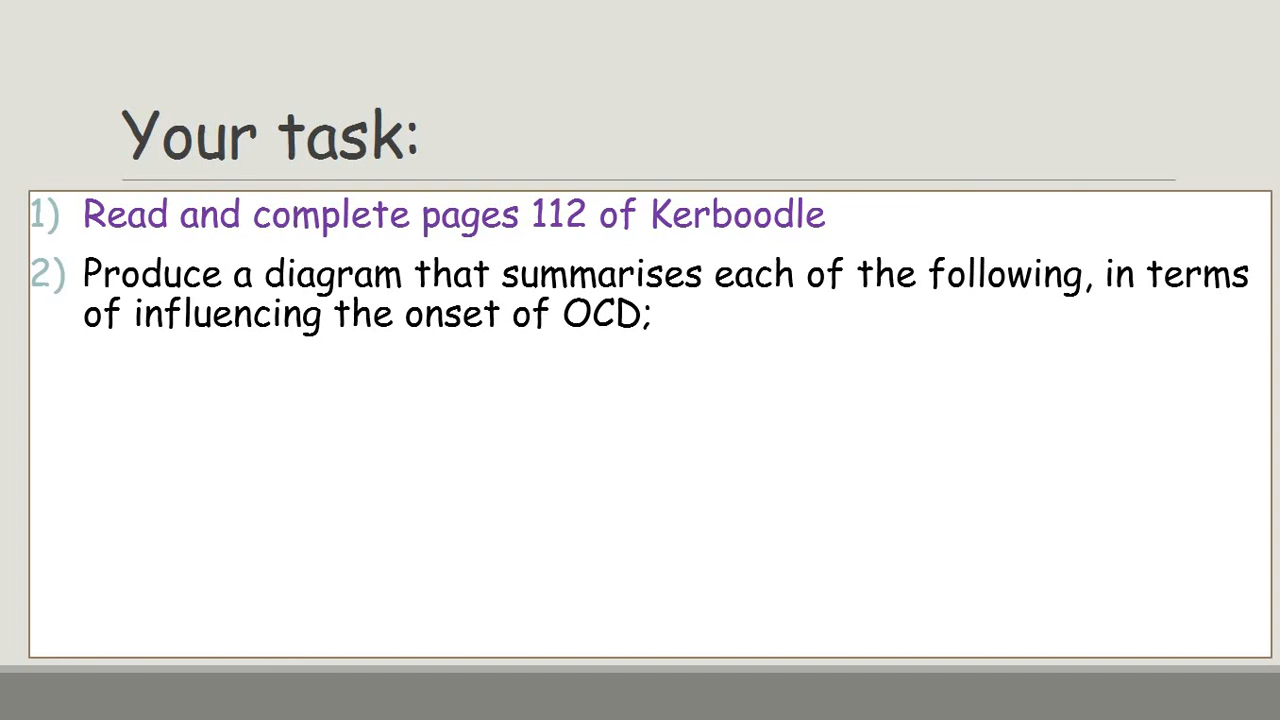 Your task:
1) Read and complete pages 112 of Kerboodle
2) Produce a diagram that summarises each of the following, in terms
of influencing the onset of OCD;